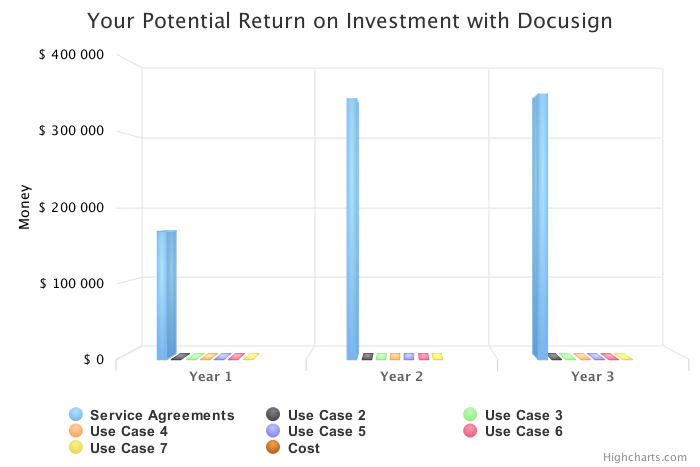 Your Potential Return on Investment with Docusign
$ 400 000
$ 300 000
$ 200 000
$ 100 000
$ 0
Money
Year 1 Year 2 Year 3
Service Agreements Use Case 2 Use Case 3
Use Case 4 Use Case 5 Use Case 6
Use Case 7 Cost
Highcharts.com